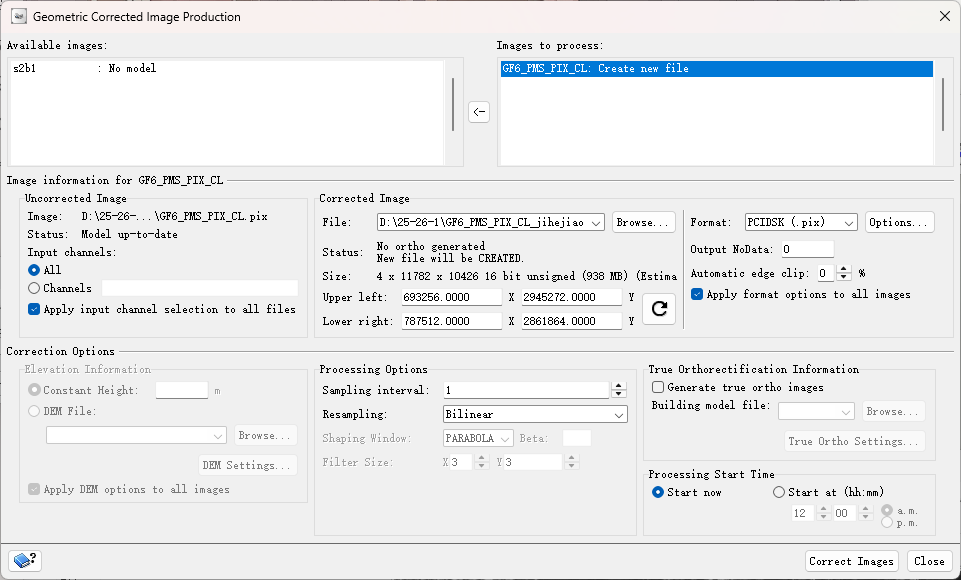 Geometric Corrected Image Production
Available images:
Images to process:
s2b1 : No model
GF6_PMS_PIX_CL: Create new file
Image information for GF6_PMS_PIX_CL
Uncorrected Image
Image: D:\25-26-...\GF6_PMS_PIX_CL.pix
Status: Model up-to-date
Input channels:
All
Channels
Apply input channel selection to all files
Corrected Image
File: D:\25-26-1\GF6_PMS_PIX_CL_jihejiao Browse...
Status: No ortho generated
New file will be CREATED.
Size: 4 x 11782 x 10426 16 bit unsigned (938 MB) (Estima
Upper left: 693256.0000 X 2945272.0000 Y
Lower right: 787512.0000 X 2861864.0000 Y
Format: PCIDSK (.pix) Options...
Output NoData: 0
Automatic edge clip: 0 %
Apply format options to all images
Correction Options
Elevation Information
Constant Height: m
DEM File:
Browse...
DEM Settings...
Apply DEM options to all images
Processing Options
Sampling interval: 1
Resampling: Bilinear
Shaping Window: PARABOLA Beta:
Filter Size: X 3 Y 3
True Orthorectification Information
Generate true ortho images
Building model file: Browse...
True Ortho Settings...
Processing Start Time
Start now Start at (hh:mm)
12 00 a.m.
p.m.
?
Correct Images Close